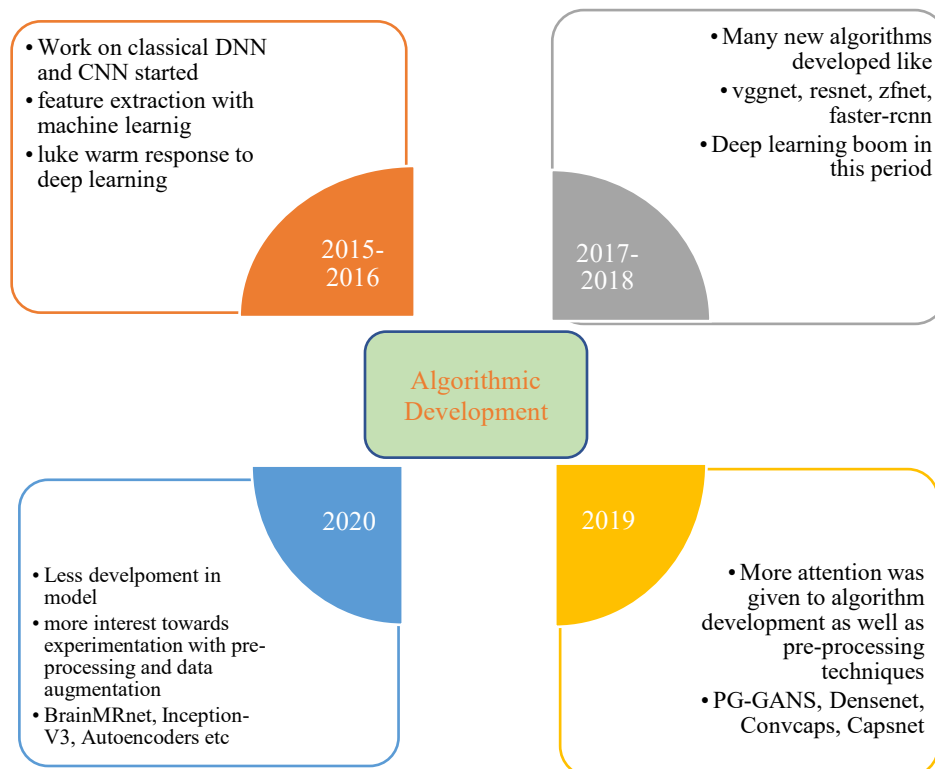 • Work on classical DNN
and CNN started
• feature extraction with
machine learnig
• luke warm response to
deep learning
2015-
2016
• Many new algorithms
developed like
• vggnet, resnet, zfnet,
faster-rcnn
• Deep learning boom in
this period
2017-
2018
Algorithmic
Development
2020
• Less develpoment in
model
• more interest towards
experimentation with pre-
processing and data
augmentation
• BrainMRnet, Inception-
V3, Autoencoders etc
2019
• More attention was
given to algorithm
development as well as
pre-processing
techniques
• PG-GANS, Densenet,
Convcaps, Capsnet